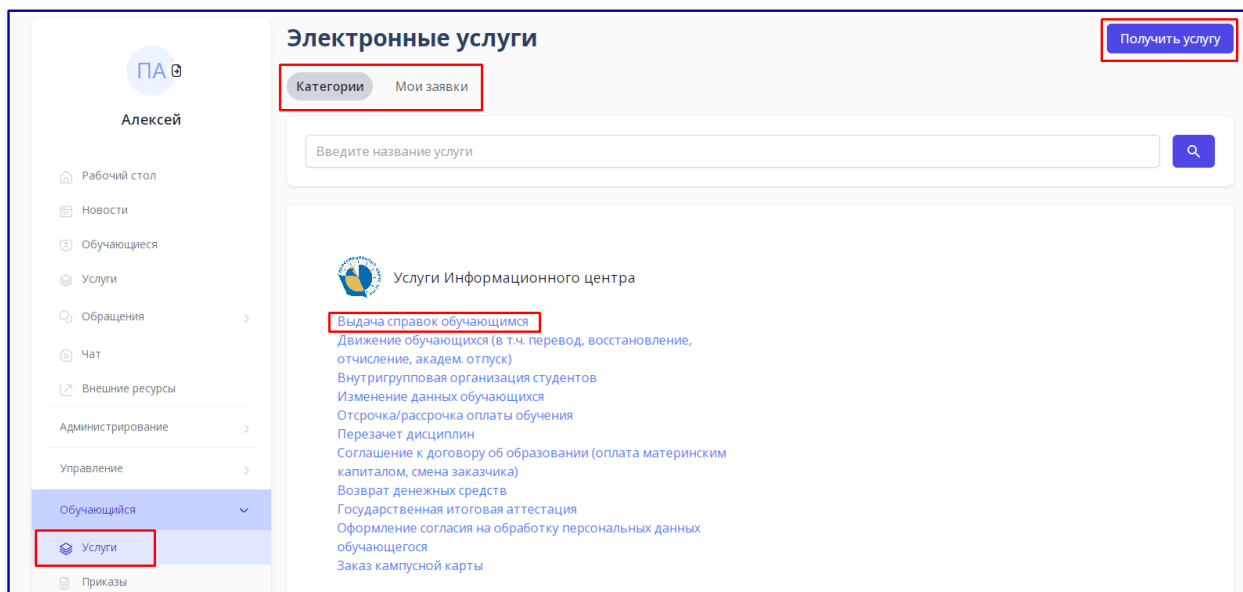 ПА
Алексей
Рабочий стол
Новости
Обучающиеся
Услуги
Обращения
Чат
Внешние ресурсы
Администрирование
Управление
Обучающийся
Услуги
Приказы
Электронные услуги
Получить услугу
Категории Мои заявки
Введите название услуги
Услуги Информационного центра
Выдача справок обучающимся
Движение обучающихся (в т.ч. перевод, восстановление,
отчисление, академ. отпуск)
Внутригрупповая организация студентов
Изменение данных обучающихся
Отсрочка/рассрочка оплаты обучения
Перезачет дисциплин
Соглашение к договору об образовании (оплата материнским
капиталом, смена заказчика)
Возврат денежных средств
Государственная итоговая аттестация
Оформление согласия на обработку персональных данных
обучающегося
Заказ кампусной карты